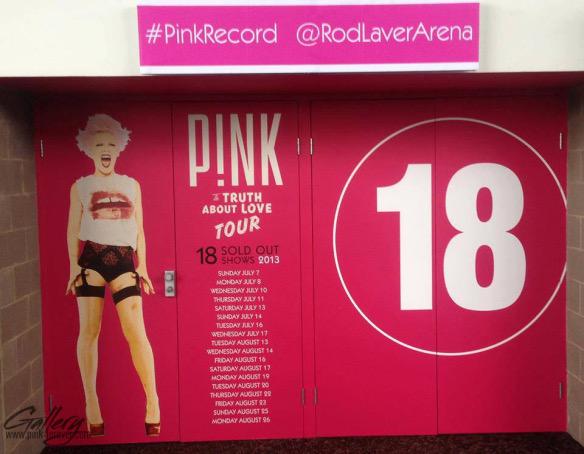 #PinkRecord @RodLaverArena
P!NK
THE TRUTH
ABOUT LOVE
TOUR
18 SOLD OUT
SHOWS 2013
SUNDAY JULY 7
MONDAY JULY 8
WEDNESDAY JULY 10
THURSDAY JULY 11
SATURDAY JULY 13
SUNDAY JULY 14
TUESDAY JULY 16
WEDNESDAY JULY 17
TUESDAY AUGUST 13
WEDNESDAY AUGUST 14
FRIDAY AUGUST 16
SATURDAY AUGUST 17
MONDAY AUGUST 19
TUESDAY AUGUST 20
THURSDAY AUGUST 22
FRIDAY AUGUST 23
SUNDAY AUGUST 25
MONDAY AUGUST 26
18
Gallery